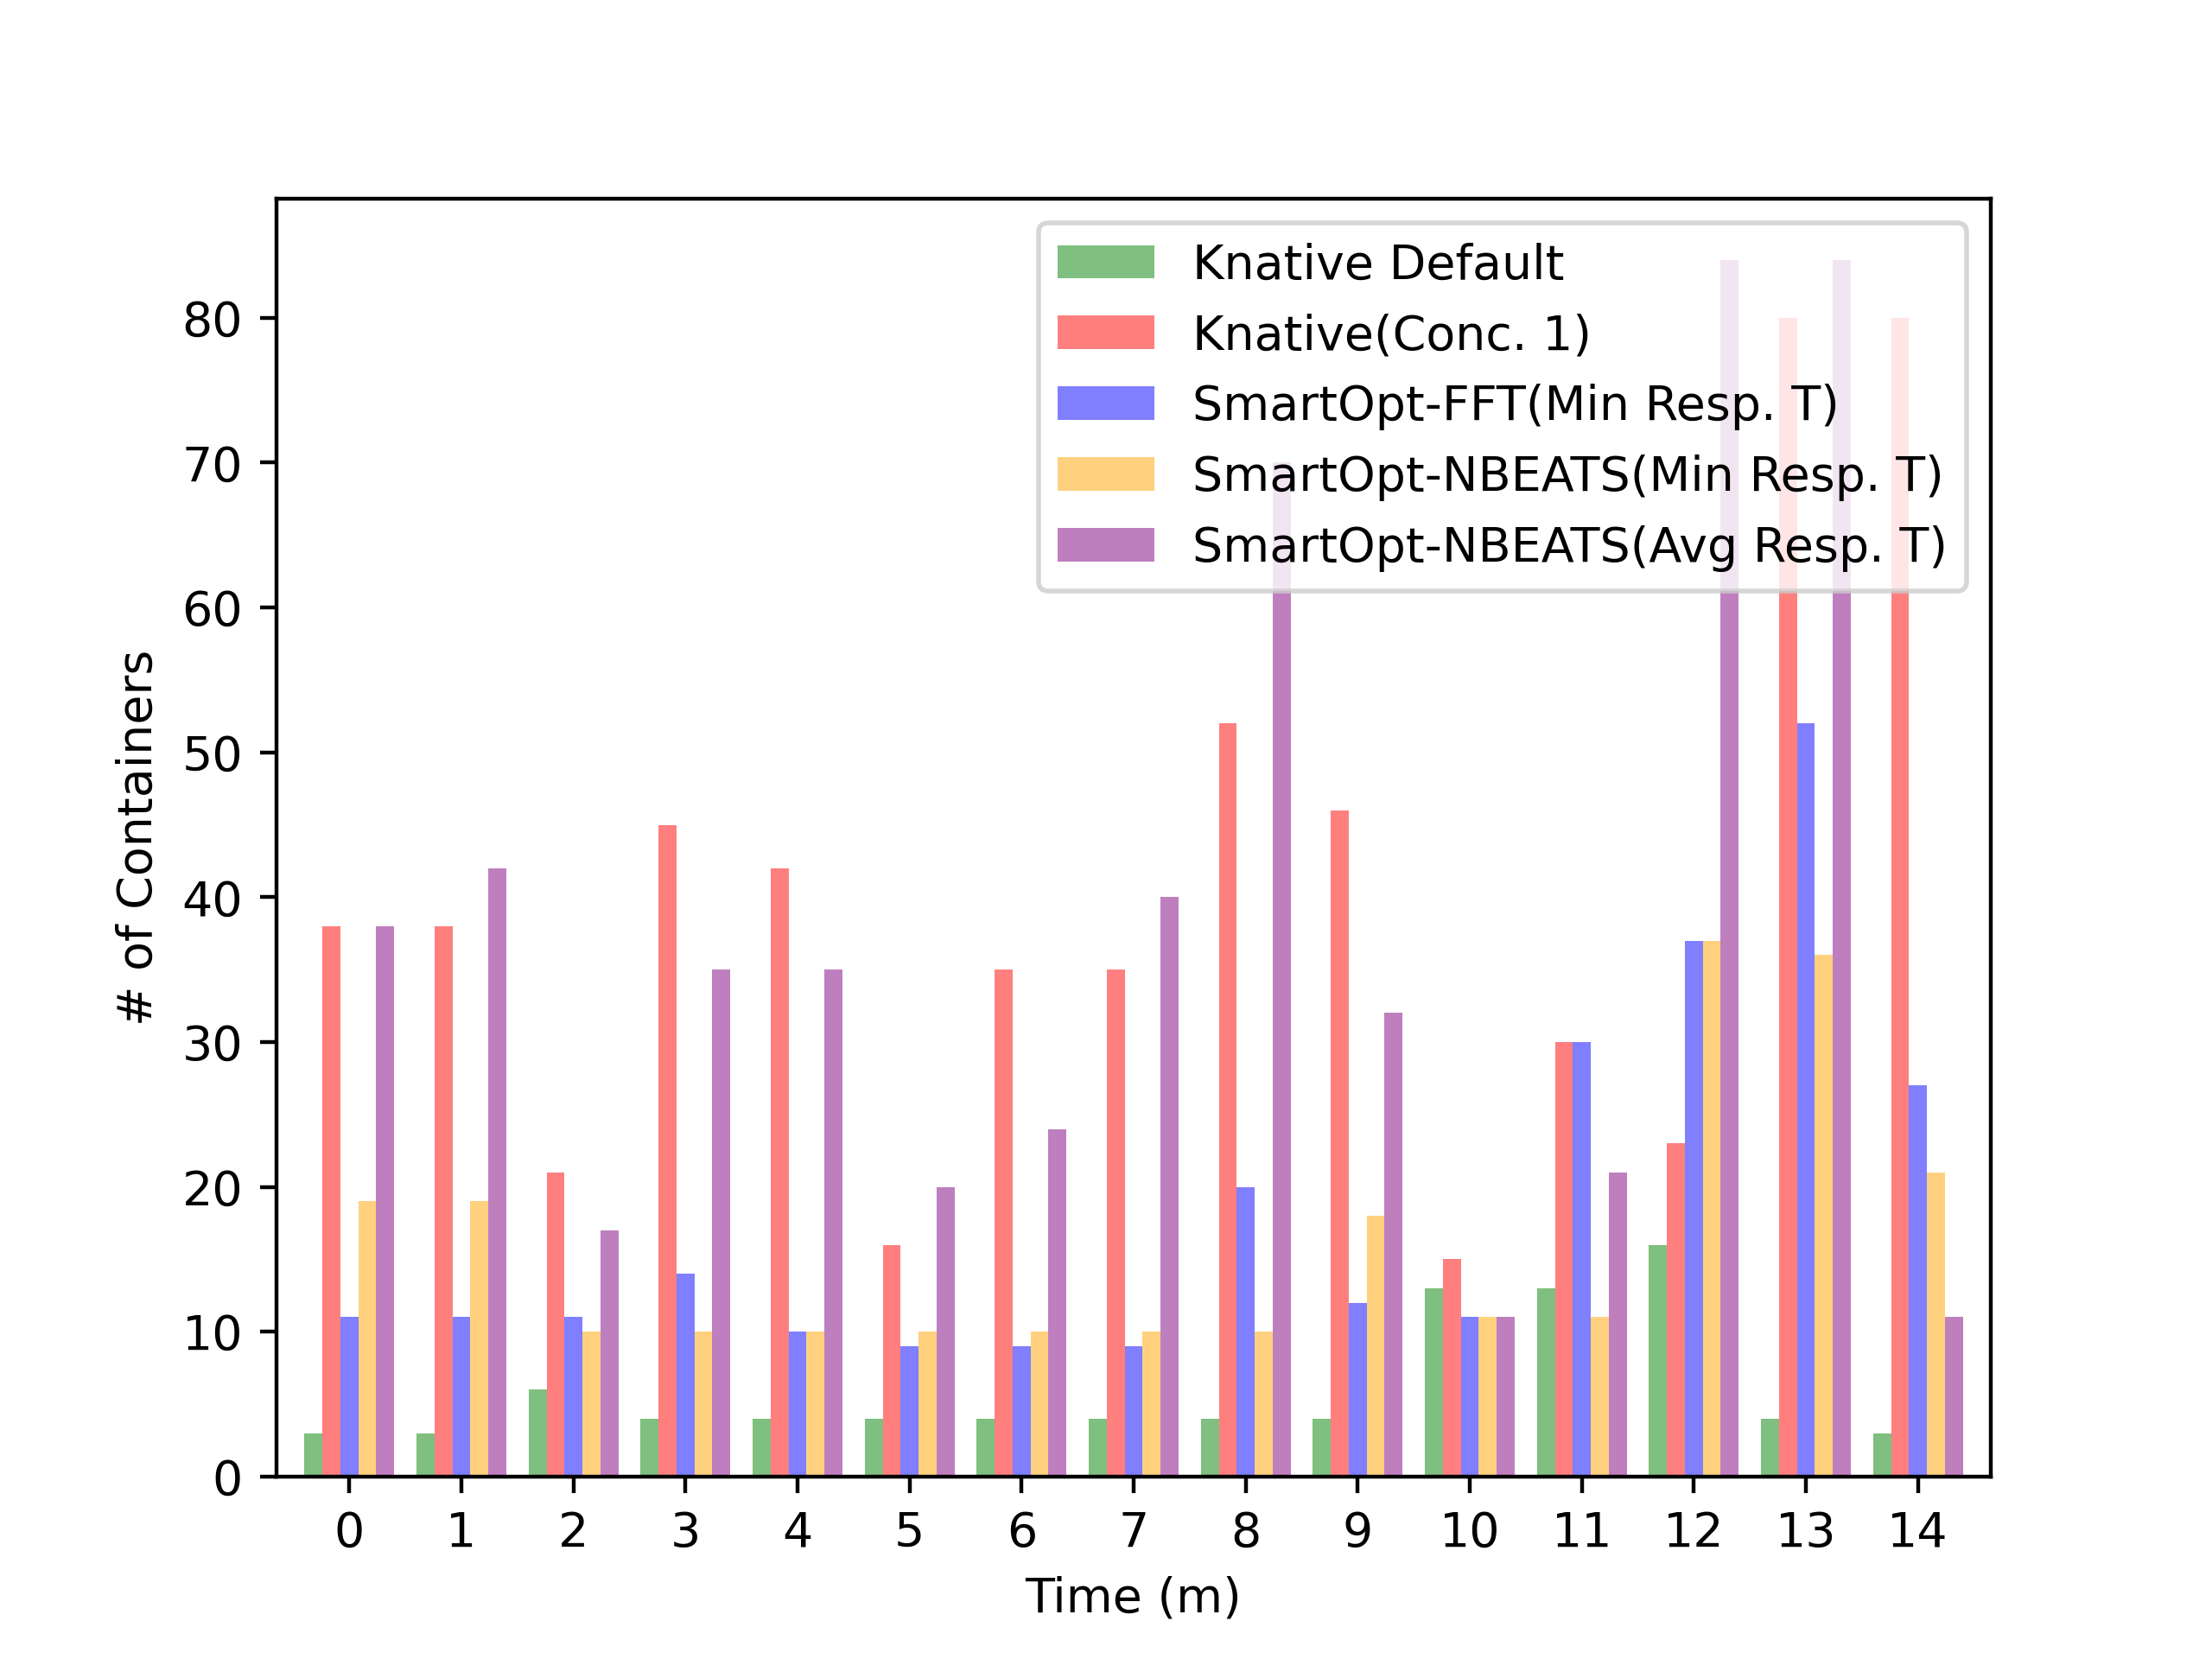 Knative Default
Knative(Conc. 1)
SmartOpt-FFT(Min Resp. T)
SmartOpt-NBEATS(Min Resp. T)
SmartOpt-NBEATS(Avg Resp. T)
# of Containers
80
70
60
50
40
30
20
10
0
0 1 2 3 4 5 6 7 8 9 10 11 12 13 14
Time (m)